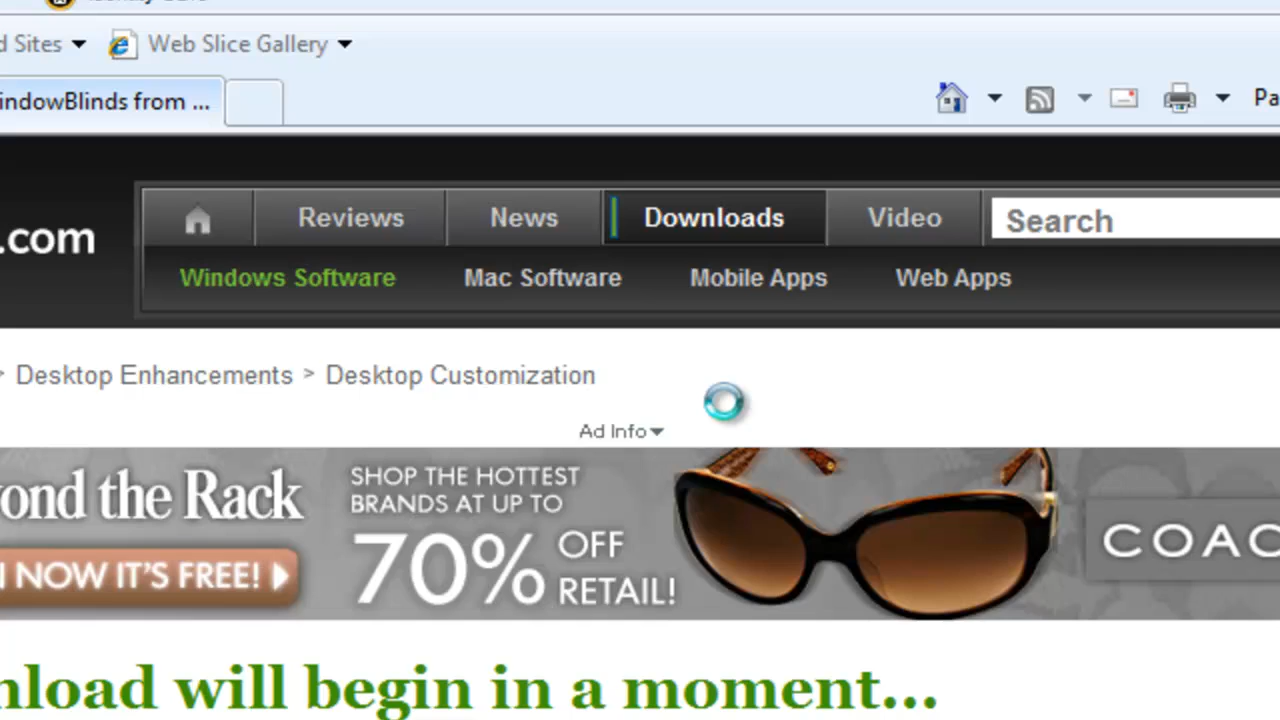 d Sites
Web Slice Gallery
indowBlinds from ...
Pa
.com
Reviews
News
Downloads
Video
Search
Windows Software
Mac Software
Mobile Apps
Web Apps
> Desktop Enhancements > Desktop Customization
Ad Info
yond the Rack
SHOP THE HOTTEST
BRANDS AT UP TO
70% OFF
RETAIL!
N NOW IT'S FREE!
COAC
nload will begin in a moment...